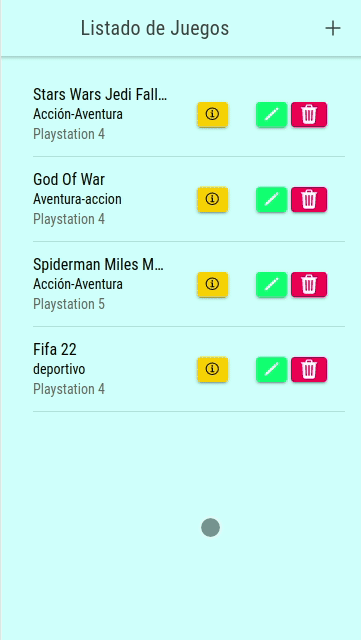 Listado de Juegos
Stars Wars Jedi Fall...
Acción-Aventura
Playstation 4
God Of War
Aventura-accion
Playstation 4
Spiderman Miles M...
Acción-Aventura
Playstation 5
Fifa 22
deportivo
Playstation 4